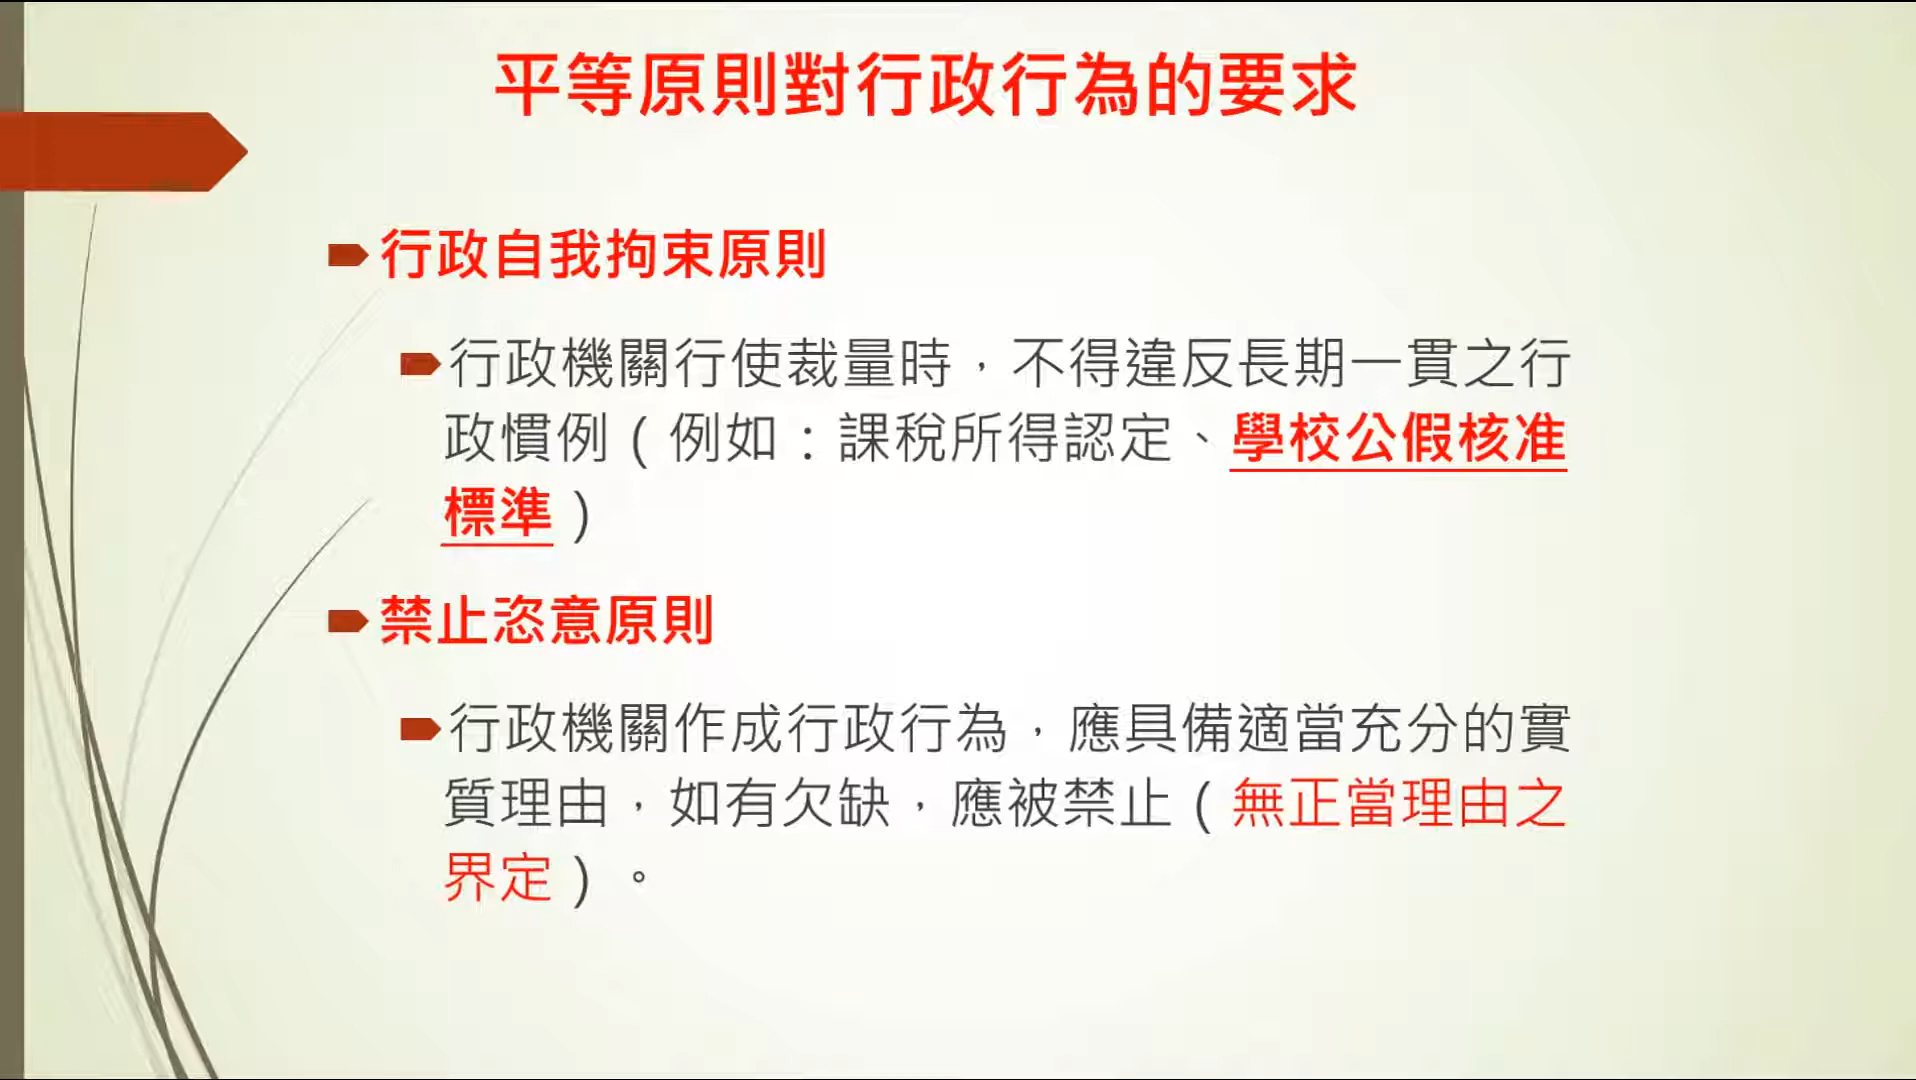 平等原則對行政行為的要求
行政自我拘束原則
行政機關行使裁量時，不得違反長期一貫之行
政慣例（例如：課稅所得認定、學校公假核准
標準）
禁止恣意原則
行政機關作成行政行為，應具備適當充分的實
質理由，如有欠缺，應被禁止（無正當理由之
界定）。